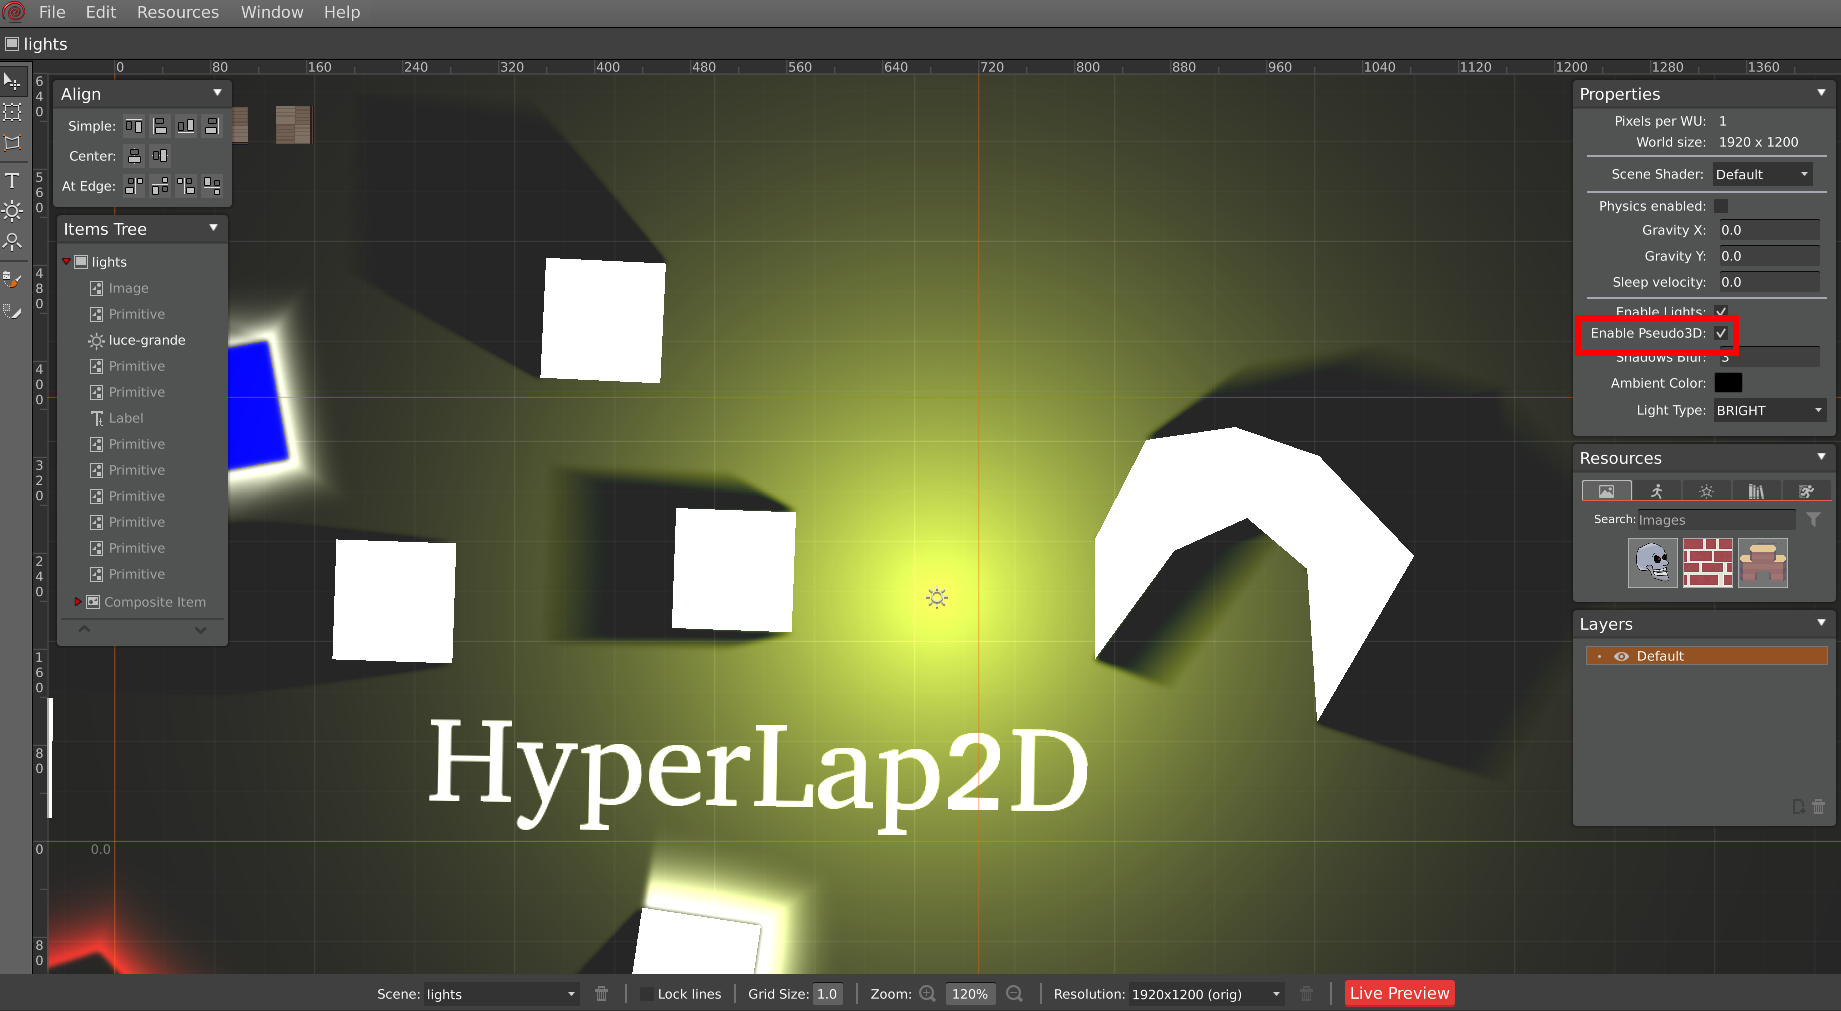 File Edit Resources Window Help
lights
0 80 160 240 320 400 480 560 640 720 800 880 960 1040 1120 1200 1280 1360
640
560
480
400
320
240
160
80
0
80
0.0
Align
Simple:
Center:
At Edge:
Items Tree
lights
Image
Primitive
luce-grande
Primitive
Primitive
Label
Primitive
Primitive
Primitive
Primitive
Primitive
Primitive
Composite Item
HyperLap2D
Properties
Pixels per WU: 1
World size: 1920 x 1200
Scene Shader: Default
Physics enabled:
Gravity X: 0.0
Gravity Y: 0.0
Sleep velocity: 0.0
Enable Lights:
Enable Pseudo3D:
Shadows Blur: 3
Ambient Color:
Light Type: BRIGHT
Resources
Search: Images
Layers
Default
Scene: lights Lock lines Grid Size: 1.0 Zoom: 120% Resolution: 1920x1200 (orig) Live Preview